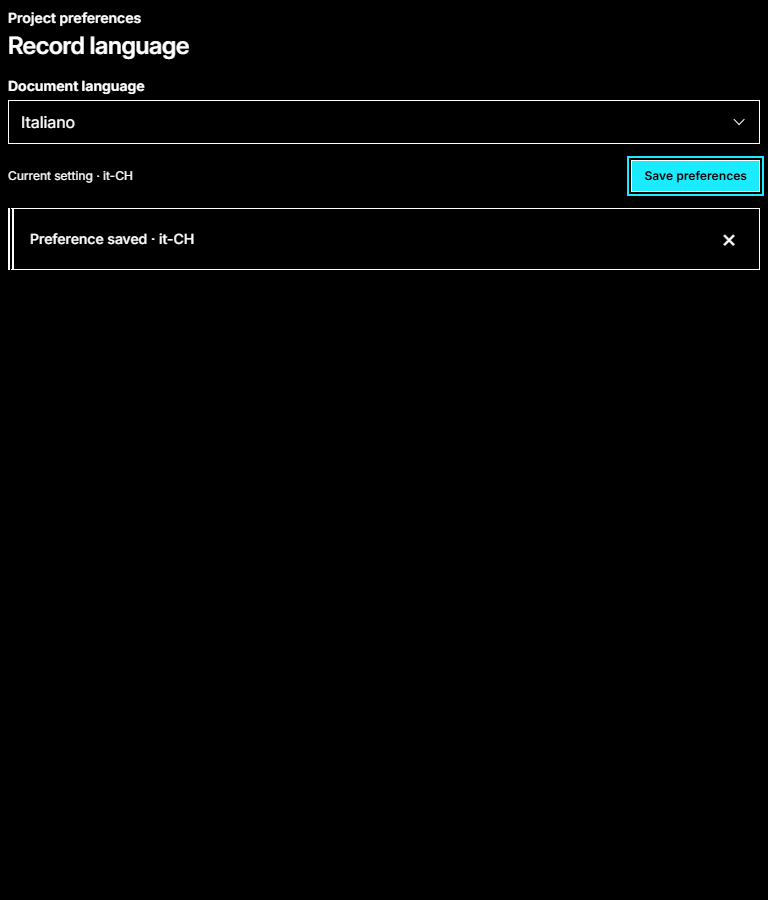 Project preferences
Record language
Document language
Italiano
Current setting · it-CH
Save preferences
Preference saved · it-CH